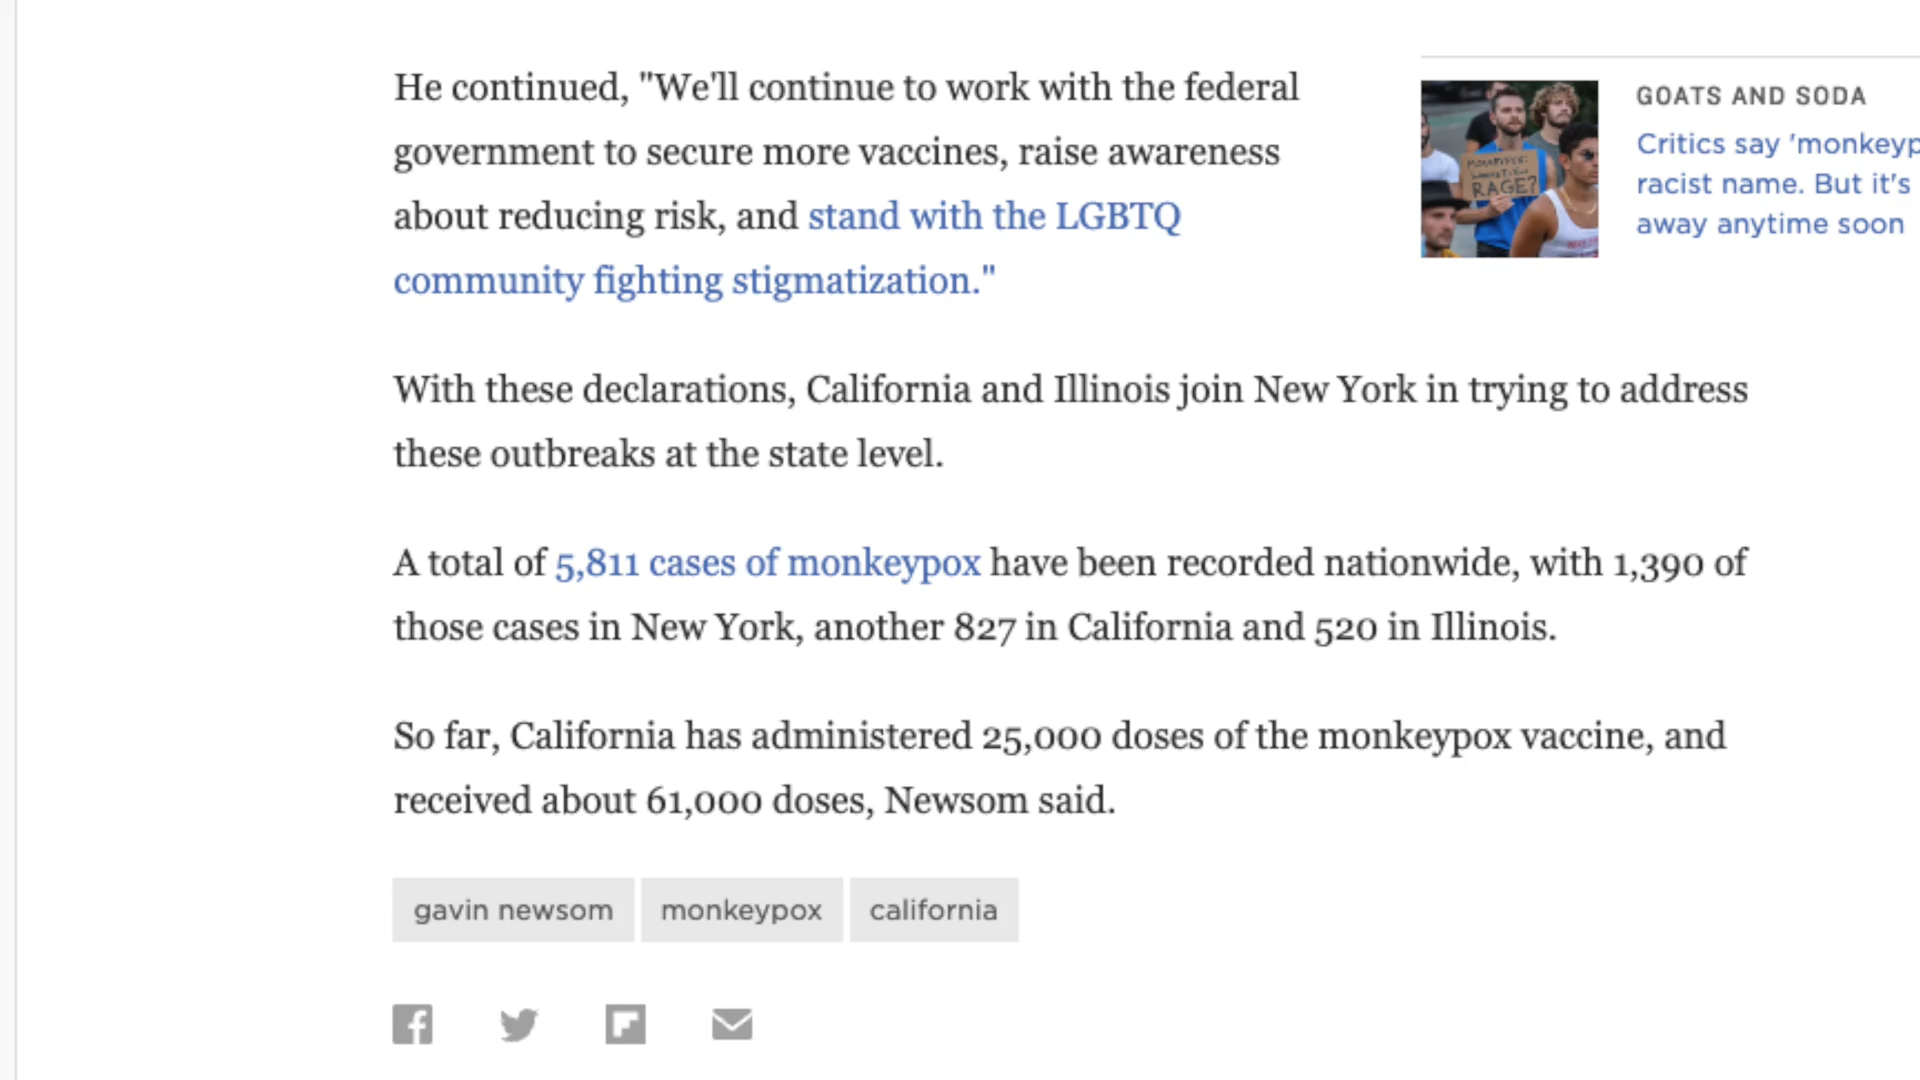 He continued, "We'll continue to work with the federal
government to secure more vaccines, raise awareness
about reducing risk, and stand with the LGBTQ
community fighting stigmatization."
GOATS AND SODA
Critics say 'monkeyp
racist name. But it's
away anytime soon
RAGE?
With these declarations, California and Illinois join New York in trying to address
these outbreaks at the state level.
A total of 5,811 cases of monkeypox have been recorded nationwide, with 1,390 of
those cases in New York, another 827 in California and 520 in Illinois.
So far, California has administered 25,000 doses of the monkeypox vaccine, and
received about 61,000 doses, Newsom said.
gavin newsom
monkeypox
california